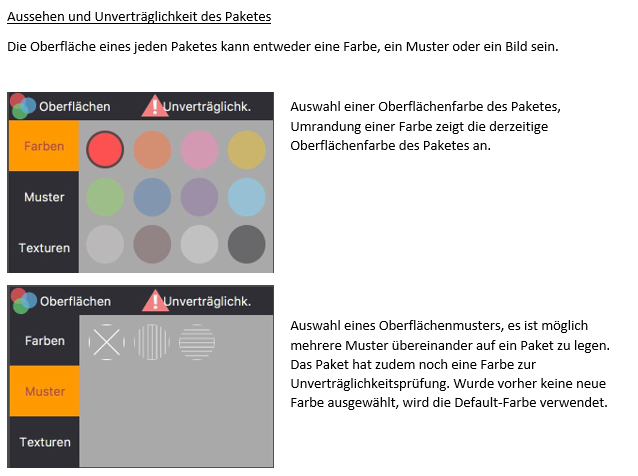 Aussehen und Unverträglichkeit des Paketes
Die Oberfläche eines jeden Paketes kann entweder eine Farbe, ein Muster oder ein Bild sein.
Oberflächen
Unverträglichk.
Farben
Muster
Texturen
Auswahl einer Oberflächenfarbe des Paketes,
Umrandung einer Farbe zeigt die derzeitige
Oberflächenfarbe des Paketes an.
Oberflächen
Unverträglichk.
Farben
Muster
Texturen
Auswahl eines Oberflächenmusters, es ist möglich
mehrere Muster übereinander auf ein Paket zu legen.
Das Paket hat zudem noch eine Farbe zur
Unverträglichkeitsprüfung. Wurde vorher keine neue
Farbe ausgewählt, wird die Default-Farbe verwendet.